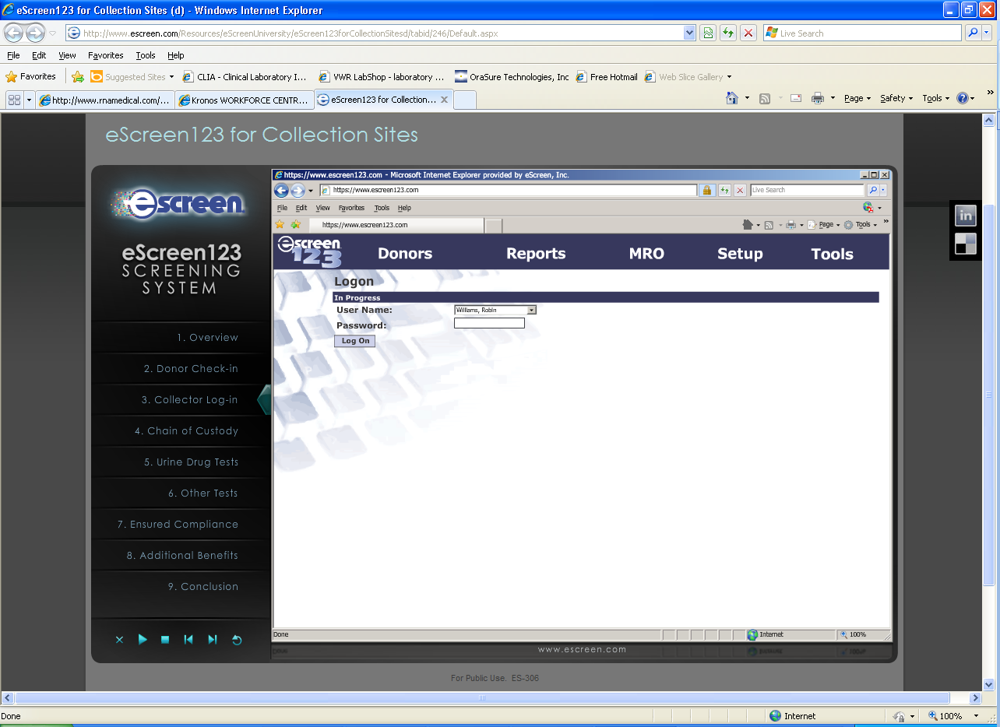 eScreen123 for Collection Sites (d) - Windows Internet Explorer
http://www.escreen.com/Resources/eScreenUniversity/eScreen123forCollectionSitesd/tabid/246/Default.aspx
Live Search
File Edit View Favorites Tools Help
Favorites Suggested Sites CLIA - Clinical Laboratory I... VWR LabShop - laboratory ... OraSure Technologies, Inc Free Hotmail Web Slice Gallery
http://www.rnamedical.com/... Kronos WORKFORCE CENTR... eScreen123 for Collection... X
Page Safety Tools
eScreen123 for Collection Sites
escreen
eScreen123
SCREENING
SYSTEM
1. Overview
2. Donor Check-in
3. Collector Log-in
4. Chain of Custody
5. Urine Drug Tests
6. Other Tests
7. Ensured Compliance
8. Additional Benefits
9. Conclusion
https://www.escreen123.com - Microsoft Internet Explorer provided by eScreen, Inc.
https://www.escreen123.com
Live Search
File Edit View Favorites Tools Help
https://www.escreen123.com
Page Tools
escreen
123
Donors Reports MRO Setup Tools
Logon
In Progress
User Name: Williams, Robin
Password:
Log On
Done Internet 100%
www.escreen.com
in
For Public Use. ES-306
Done Internet 100%